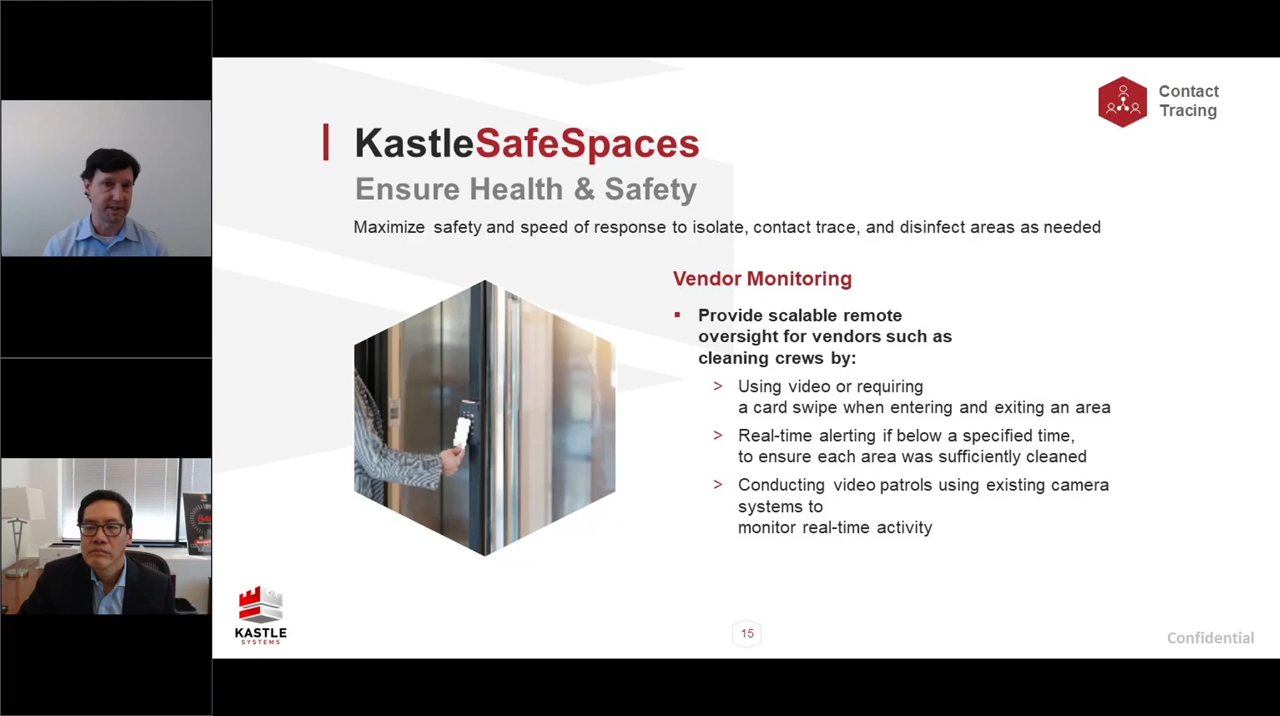 Contact
Tracing
KastleSafeSpaces
Ensure Health & Safety
Maximize safety and speed of response to isolate, contact trace, and disinfect areas as needed
Vendor Monitoring
▪ Provide scalable remote
oversight for vendors such as
cleaning crews by:
> Using video or requiring
a card swipe when entering and exiting an area
> Real-time alerting if below a specified time,
to ensure each area was sufficiently cleaned
> Conducting video patrols using existing camera
systems to
monitor real-time activity
KASTLE
SYSTEMS
15
Confidential